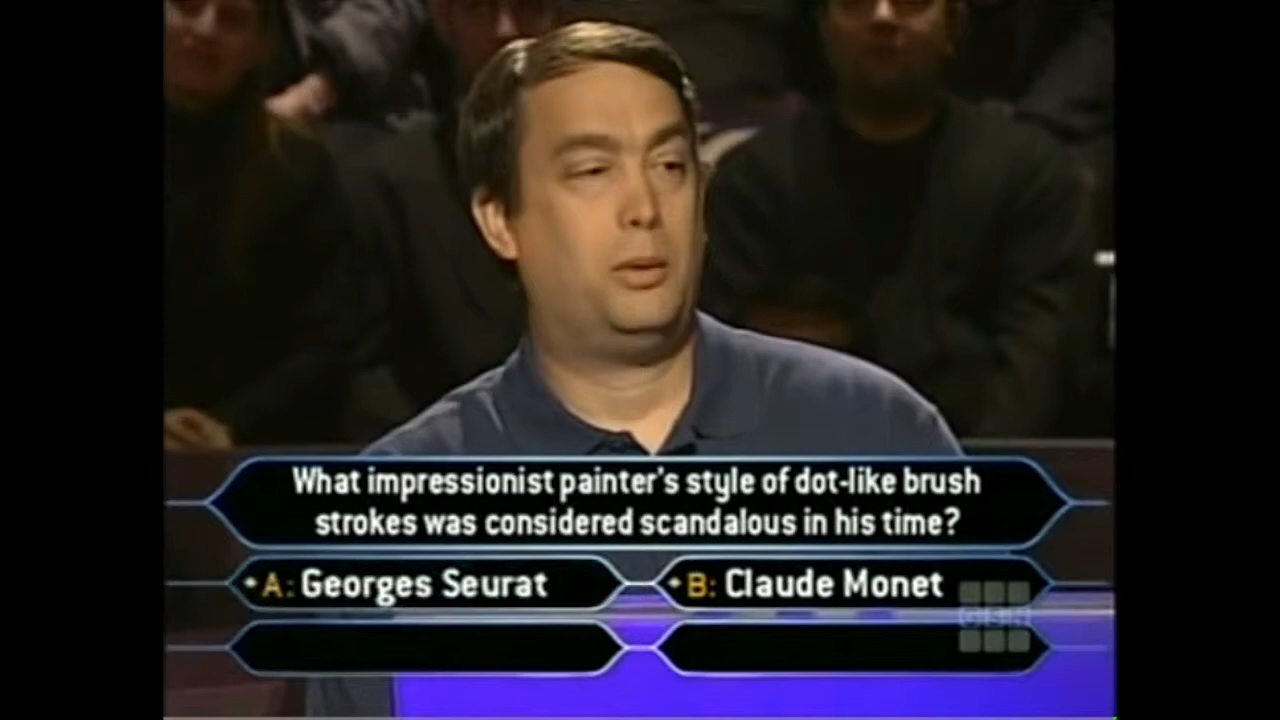 What impressionist painter's style of dot-like brush
strokes was considered scandalous in his time?
A: Georges Seurat
B: Claude Monet
GSN